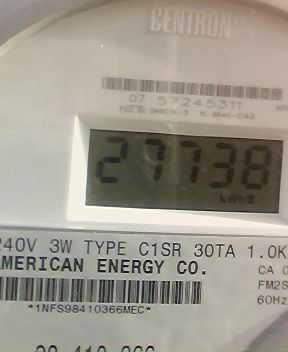 CENTRON
07 57245311
27738
kWh
240V 3W TYPE C1SR 30TA 1.0K
AMERICAN ENERGY CO.
CA 0
FM2S
60Hz
*1NFS98410366MEC*